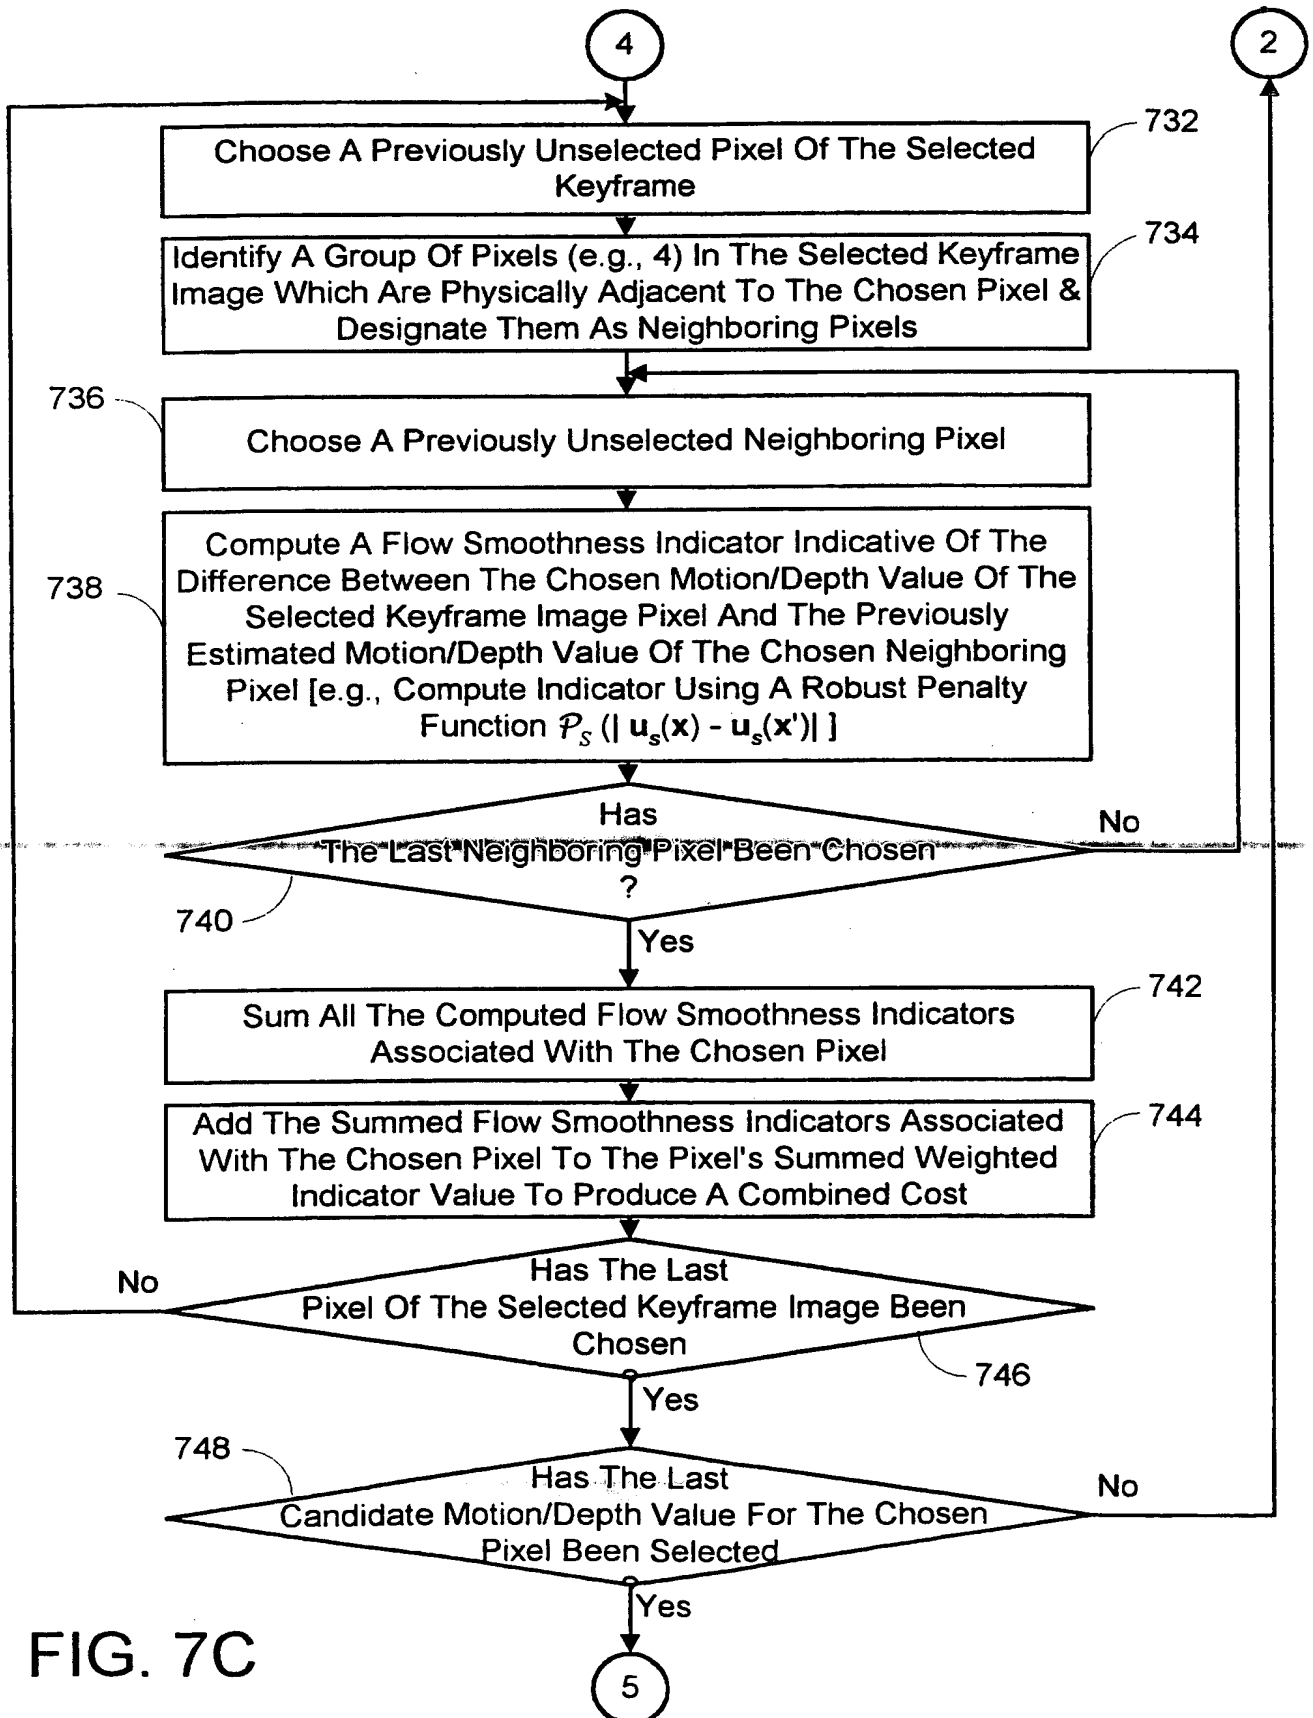 4
2
732
Choose A Previously Unselected Pixel Of The Selected
Keyframe
734
Identify A Group Of Pixels (e.g., 4) In The Selected Keyframe
Image Which Are Physically Adjacent To The Chosen Pixel &
Designate Them As Neighboring Pixels
736
Choose A Previously Unselected Neighboring Pixel
738
Compute A Flow Smoothness Indicator Indicative Of The
Difference Between The Chosen Motion/Depth Value Of The
Selected Keyframe Image Pixel And The Previously
Estimated Motion/Depth Value Of The Chosen Neighboring
Pixel [e.g., Compute Indicator Using A Robust Penalty
Function 𝒫_S (| u_s(x) - u_s(x')| ]
Has
The Last Neighboring Pixel Been Chosen
?
No
740
Yes
742
Sum All The Computed Flow Smoothness Indicators
Associated With The Chosen Pixel
744
Add The Summed Flow Smoothness Indicators Associated
With The Chosen Pixel To The Pixel's Summed Weighted
Indicator Value To Produce A Combined Cost
No
Has The Last
Pixel Of The Selected Keyframe Image Been
Chosen
746
Yes
748
Has The Last
Candidate Motion/Depth Value For The Chosen
Pixel Been Selected
No
Yes
5
FIG. 7C